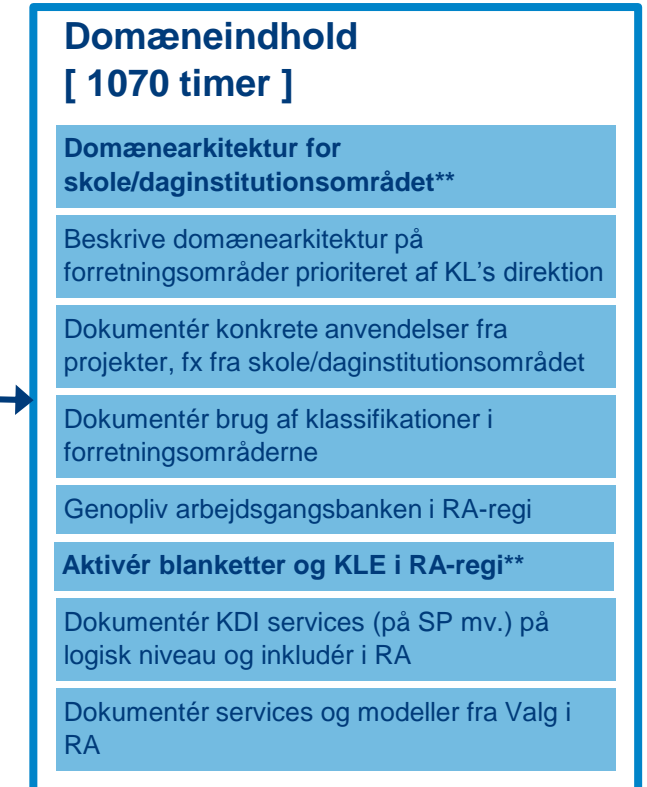 Domæneindhold
[ 1070 timer ]
Domænearkitektur for
skole/daginstitutionsområdet**
Beskrive domænearkitektur på
forretningsområder prioriteret af KL's direktion
Dokumentér konkrete anvendelser fra
projekter, fx fra skole/daginstitutionsområdet
Dokumentér brug af klassifikationer i
forretningsområderne
Genopliv arbejdsgangsbanken i RA-regi
Aktivér blanketter og KLE i RA-regi**
Dokumentér KDI services (på SP mv.) på
logisk niveau og inkludér i RA
Dokumentér services og modeller fra Valg i
RA